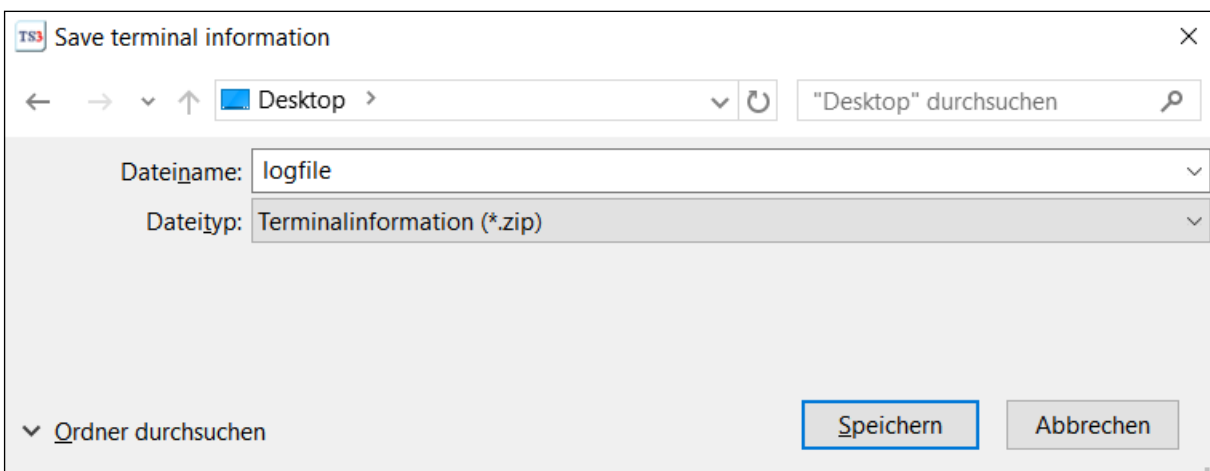 TS3 Save terminal information
Desktop "Desktop" durchsuchen
Dateiname: logfile
Dateityp: Terminalinformation (*.zip)
Ordner durchsuchen Speichern Abbrechen